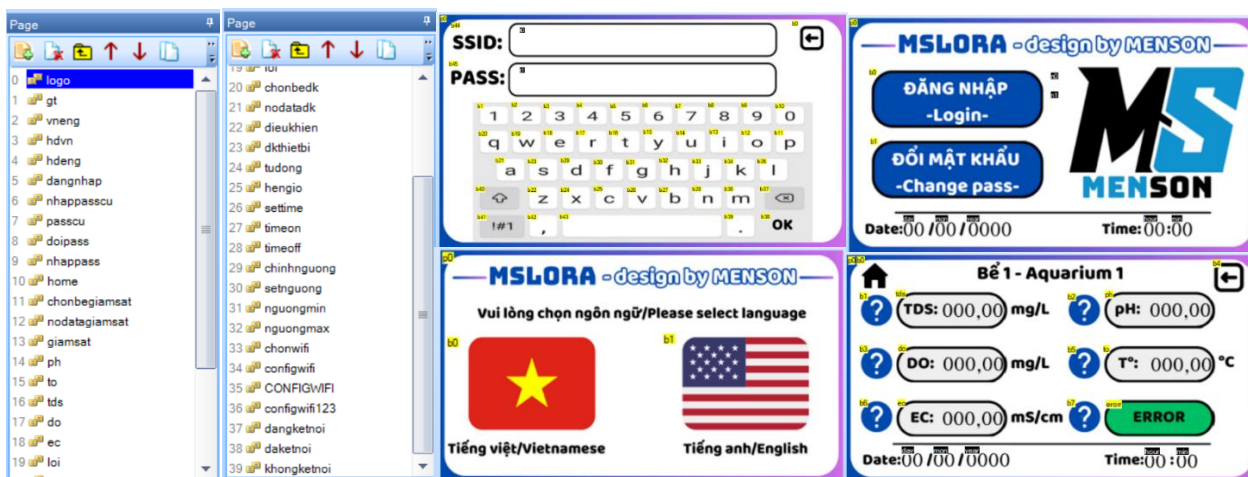 Page
0 logo
1 gt
2 vneng
3 hdvn
4 hdeng
5 dangnhap
6 nhappasscu
7 passcu
8 doipass
9 nhappass
10 home
11 chonbegiamsat
12 nodatagiamsat
13 giamsat
14 ph
15 to
16 tds
17 do
18 ec
19 loi
Page
19 loi
20 chonbedk
21 nodatadk
22 dieukhien
23 dkthietbi
24 tudong
25 hengio
26 settime
27 timeon
28 timeoff
29 chinhnguong
30 setnguong
31 nguongmin
32 nguongmax
33 chonwifi
34 configwifi
35 CONFIGWIFI
36 configwifi123
37 dangketnoi
38 daketnoi
39 khongketnoi
SSID:
PASS:
1 2 3 4 5 6 7 8 9 0
q w e r t y u i o p
a s d f g h j k l
z x c v b n m
!#1 , . OK
MSLORA - design by MENSON
ĐĂNG NHẬP
-Login-
ĐỔI MẬT KHẨU
-Change pass-
MS
MENSON
Date:00 /00 /0000 Time:00:00
MSLORA - design by MENSON
Vui lòng chọn ngôn ngữ/Please select language
b0 b1
Tiếng việt/Vietnamese Tiếng anh/English
Bể 1 - Aquarium 1
? TDS: 000,00 mg/L ? pH: 000,00
? DO: 000,00 mg/L ? T°: 000,00 °C
? EC: 000,00 mS/cm ? ERROR
Date:00 /00 /0000 Time:00 :00